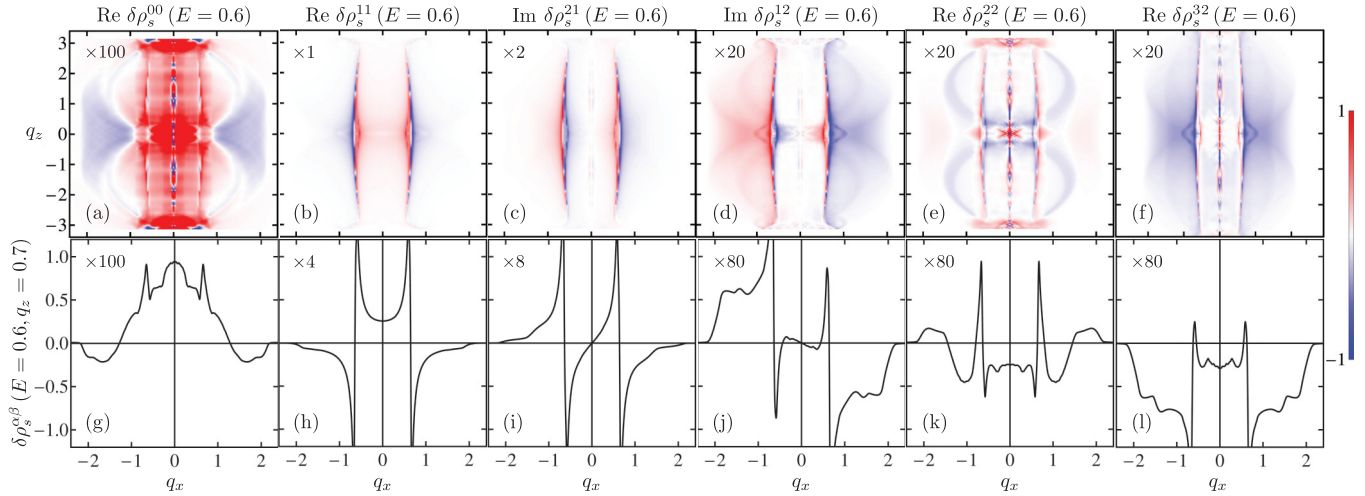 Re δρ_s^{00} (E = 0.6) Re δρ_s^{11} (E = 0.6) Im δρ_s^{21} (E = 0.6) Im δρ_s^{12} (E = 0.6) Re δρ_s^{22} (E = 0.6) Re δρ_s^{32} (E = 0.6)
×100 ×1 ×2 ×20 ×20 ×20
3
2
1
q_z 0
−1
−2
−3
(a) (b) (c) (d) (e) (f)
1
−1
δρ_s^{αβ} (E = 0.6, q_z = 0.7)
×100 ×4 ×8 ×80 ×80 ×80
1.0
0.5
0.0
−0.5
−1.0
(g) (h) (i) (j) (k) (l)
−2 −1 0 1 2 −2 −1 0 1 2 −2 −1 0 1 2 −2 −1 0 1 2 −2 −1 0 1 2 −2 −1 0 1 2
q_x q_x q_x q_x q_x q_x